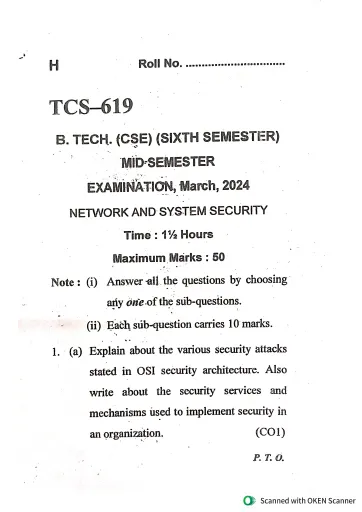 H Roll No. ..............................
TCS–619
B. TECH. (CSE) (SIXTH SEMESTER)
MID SEMESTER
EXAMINATION, March, 2024
NETWORK AND SYSTEM SECURITY
Time : 1½ Hours
Maximum Marks : 50
Note : (i) Answer all the questions by choosing
any one of the sub-questions.
(ii) Each sub-question carries 10 marks.
1. (a) Explain about the various security attacks
stated in OSI security architecture. Also
write about the security services and
mechanisms used to implement security in
an organization. (CO1)
P. T. O.
Scanned with OKEN Scanner